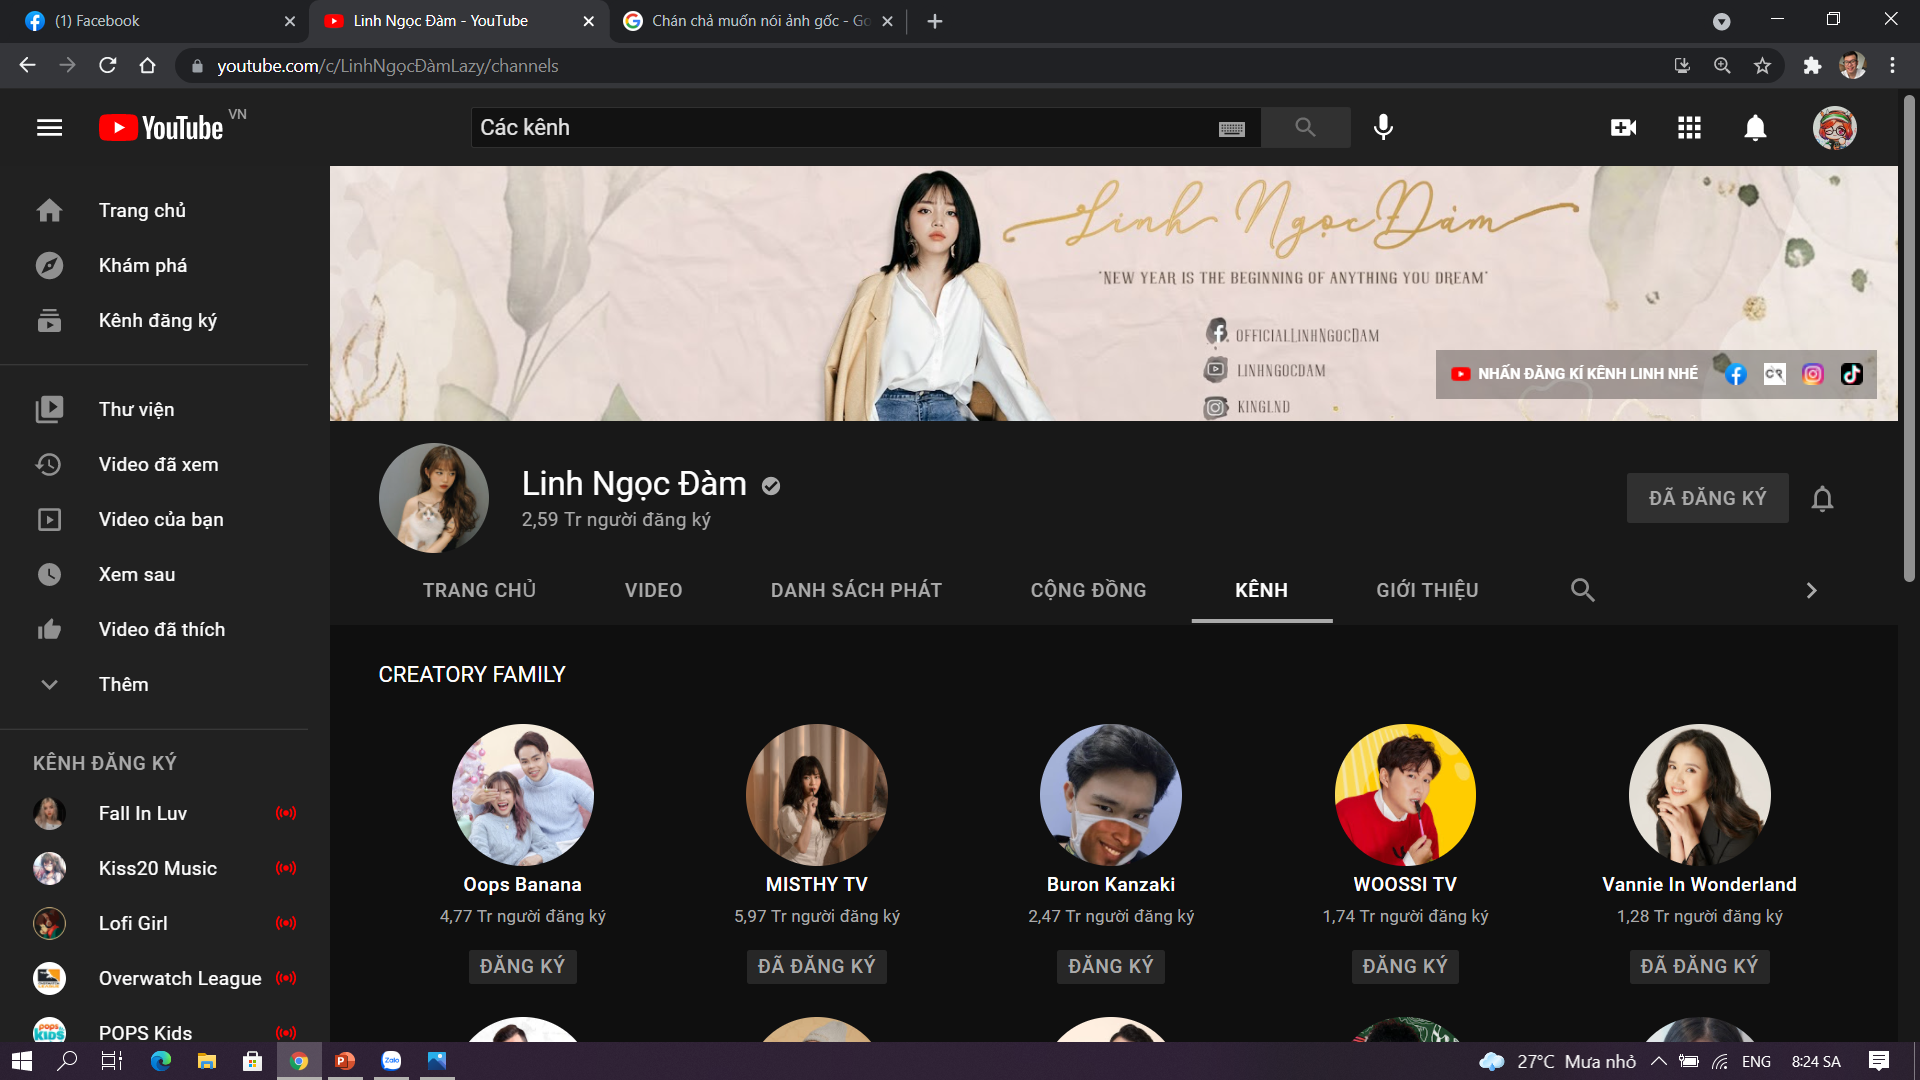 (1) Facebook
Linh Ngọc Đàm - YouTube
Chán chả muốn nói ảnh gốc - Go
youtube.com/c/LinhNgọcĐàmLazy/channels
YouTube VN
Các kênh
Trang chủ
Khám phá
Kênh đăng ký
Thư viện
Video đã xem
Video của bạn
Xem sau
Video đã thích
Thêm
KÊNH ĐĂNG KÝ
Fall In Luv
Kiss20 Music
Lofi Girl
Overwatch League
POPS Kids
Linh Ngọc Đàm
"NEW YEAR IS THE BEGINNING OF ANYTHING YOU DREAM"
OFFICIALLINHNGOCDAM
LINHNGOCDAM
KINGLND
NHẤN ĐĂNG KÍ KÊNH LINH NHÉ
Linh Ngọc Đàm
2,59 Tr người đăng ký
ĐÃ ĐĂNG KÝ
TRANG CHỦ VIDEO DANH SÁCH PHÁT CỘNG ĐỒNG KÊNH GIỚI THIỆU
CREATORY FAMILY
Oops Banana
4,77 Tr người đăng ký
ĐĂNG KÝ
MISTHY TV
5,97 Tr người đăng ký
ĐÃ ĐĂNG KÝ
Buron Kanzaki
2,47 Tr người đăng ký
ĐĂNG KÝ
WOOSSI TV
1,74 Tr người đăng ký
ĐĂNG KÝ
Vannie In Wonderland
1,28 Tr người đăng ký
ĐÃ ĐĂNG KÝ
Zalo
27°C Mưa nhỏ
ENG
8:24 SA